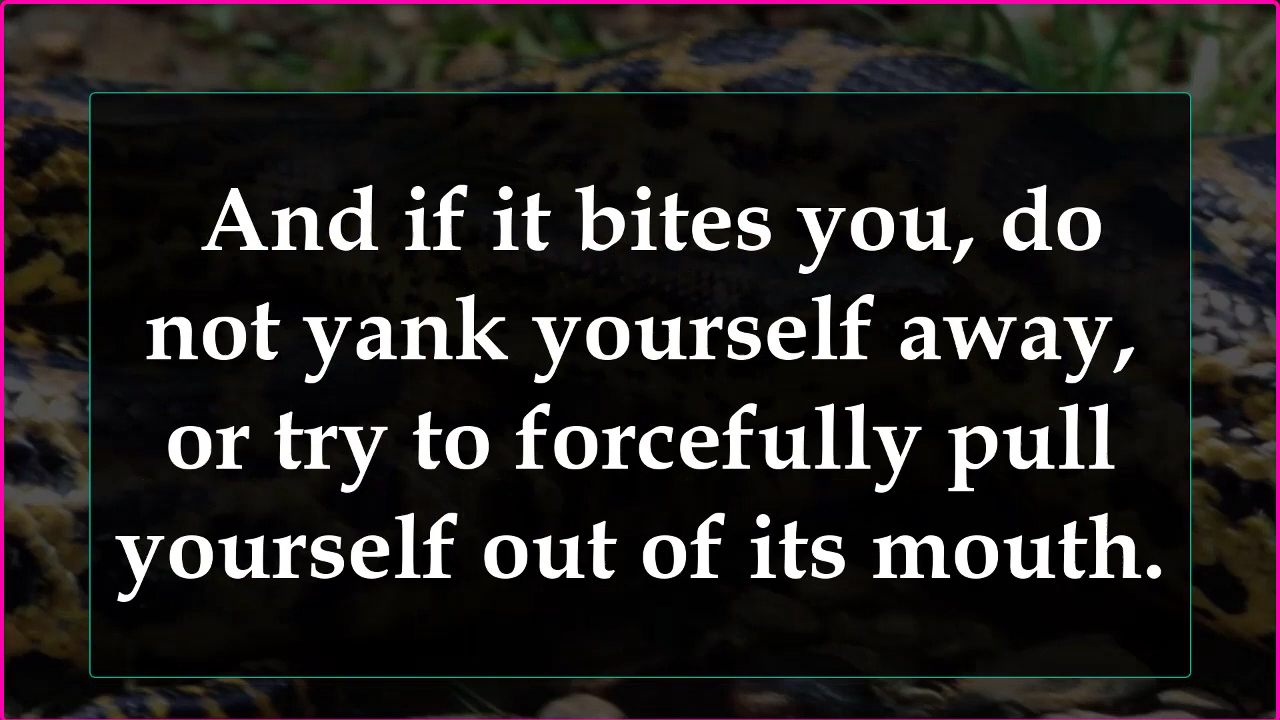 And if it bites you, do
not yank yourself away,
or try to forcefully pull
yourself out of its mouth.